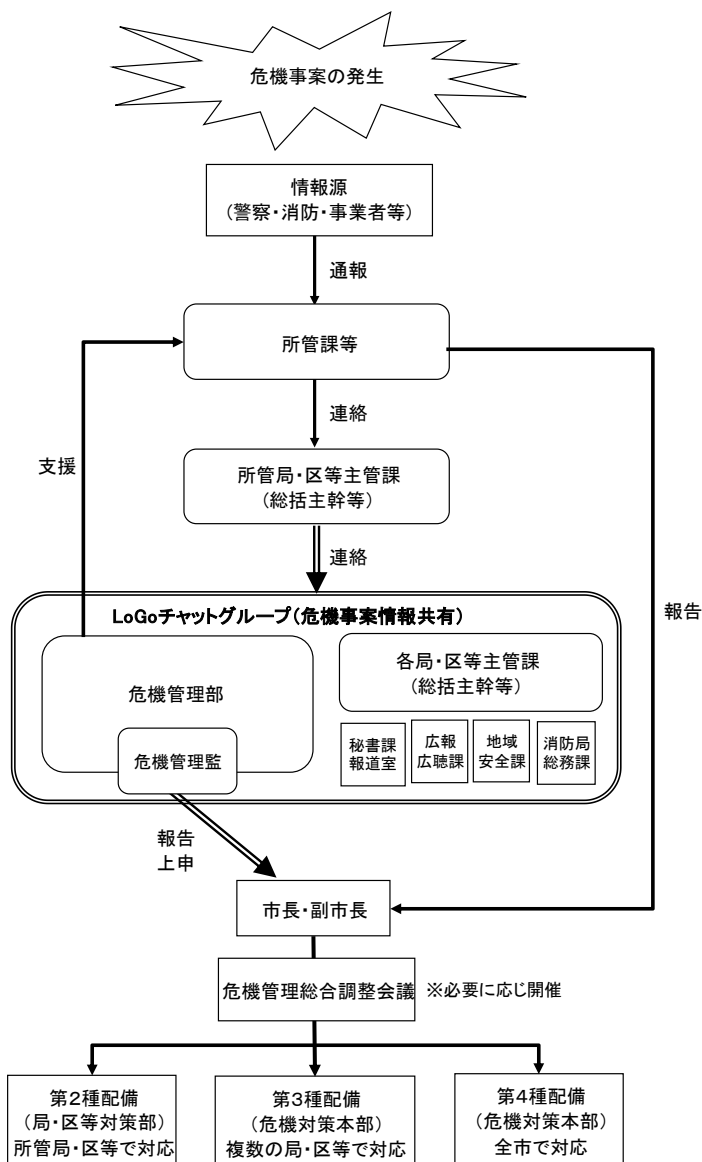 危機事案の発生
情報源
(警察・消防・事業者等)
通報
所管課等
連絡
支援
所管局・区等主管課
(総括主幹等)
連絡
報告
LoGoチャットグループ(危機事案情報共有)
危機管理部
危機管理監
各局・区等主管課
(総括主幹等)
秘書課
報道室
広報
広聴課
地域
安全課
消防局
総務課
報告
上申
市長・副市長
危機管理総合調整会議
※必要に応じ開催
第2種配備
(局・区等対策部)
所管局・区等で対応
第3種配備
(危機対策本部)
複数の局・区等で対応
第4種配備
(危機対策本部)
全市で対応